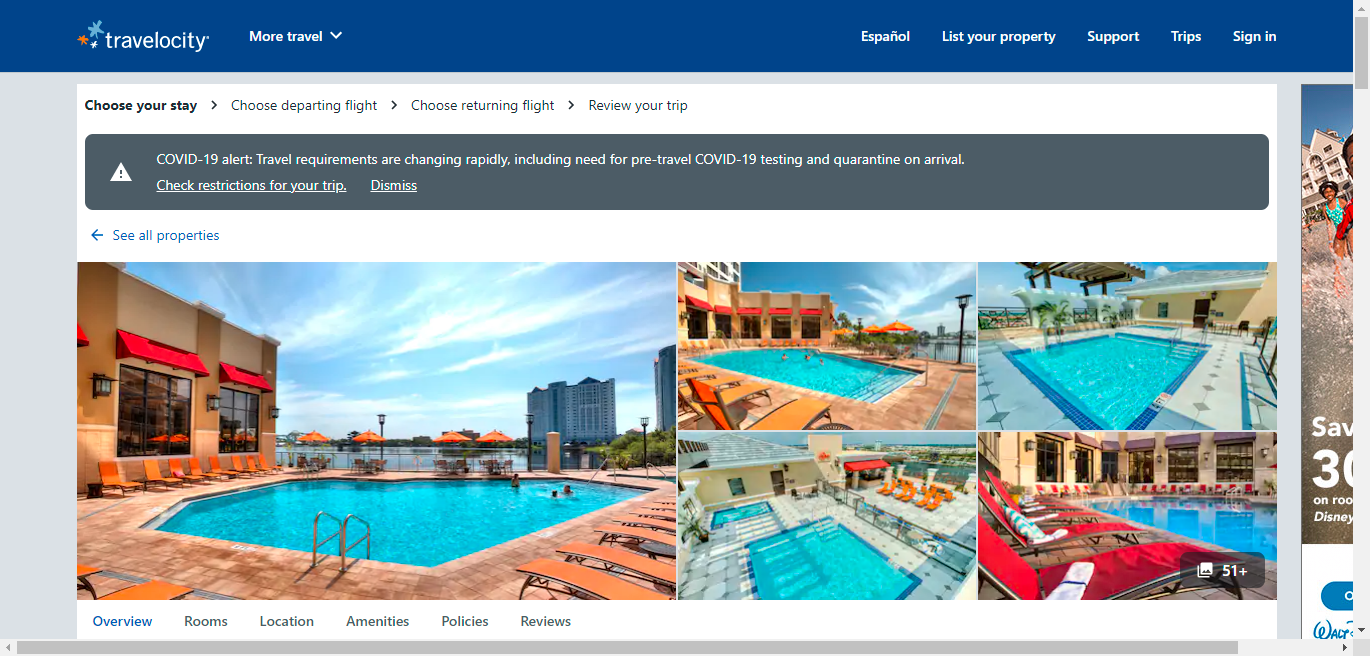 travelocity
More travel
Español
List your property
Support
Trips
Sign in
Choose your stay
Choose departing flight
Choose returning flight
Review your trip
COVID-19 alert: Travel requirements are changing rapidly, including need for pre-travel COVID-19 testing and quarantine on arrival.
Check restrictions for your trip.
Dismiss
See all properties
51+
Sav
30
on roo
Disney
O
Walt
Overview
Rooms
Location
Amenities
Policies
Reviews